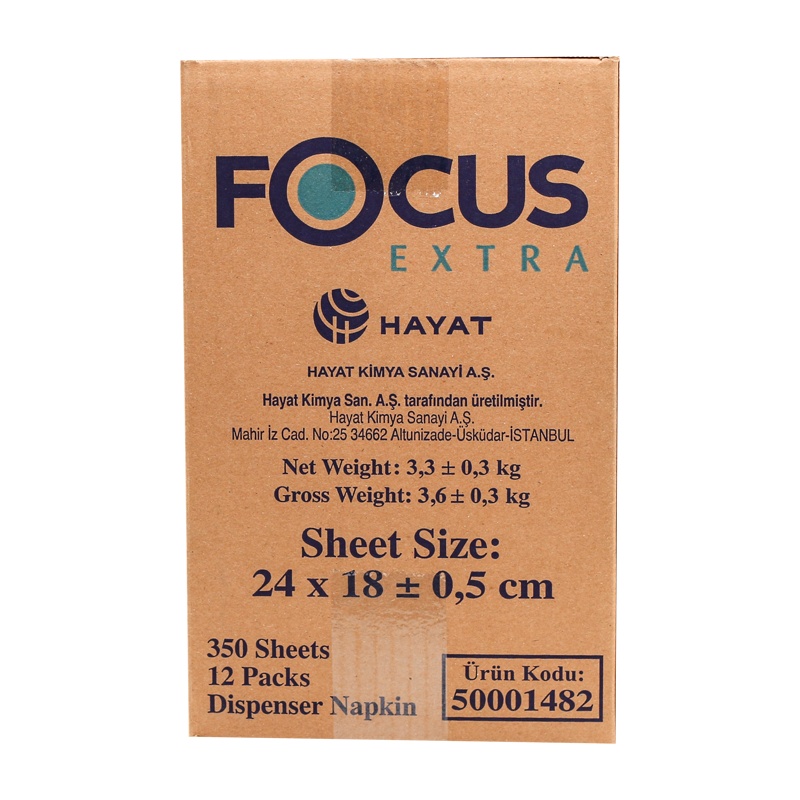 FOCUS
EXTRA
HAYAT
HAYAT KİMYA SANAYİ A.Ş.
Hayat Kimya San. A.Ş. tarafından üretilmiştir.
Hayat Kimya Sanayi A.Ş.
Mahir İz Cad. No:25 34662 Altunizade-Üsküdar-İSTANBUL
Net Weight: 3,3 ± 0,3 kg
Gross Weight: 3,6 ± 0,3 kg
Sheet Size:
24 x 18 ± 0,5 cm
350 Sheets
12 Packs
Dispenser Napkin
Ürün Kodu:
50001482